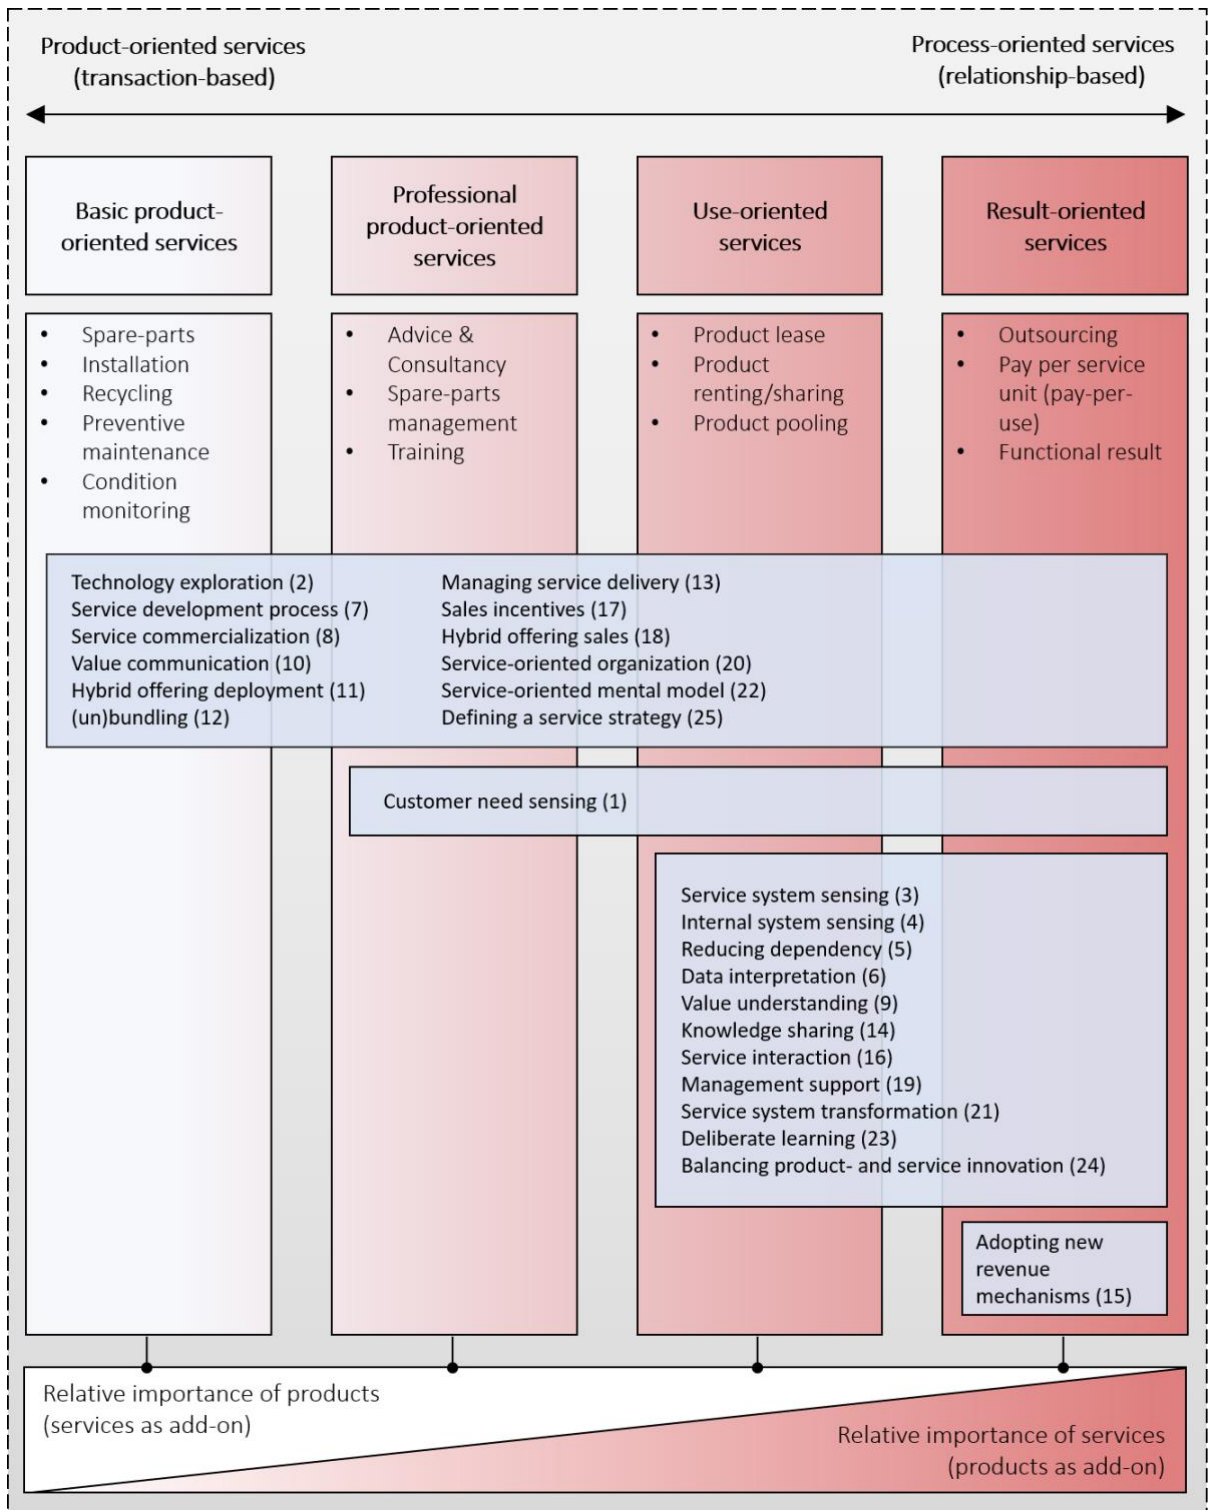 Product-oriented services
(transaction-based)
Process-oriented services
(relationship-based)
Basic product-
oriented services
Professional
product-oriented
services
Use-oriented
services
Result-oriented
services
• Spare-parts
• Installation
• Recycling
• Preventive
maintenance
• Condition
monitoring
• Advice &
Consultancy
• Spare-parts
management
• Training
• Product lease
• Product
renting/sharing
• Product pooling
• Outsourcing
• Pay per service
unit (pay-per-
use)
• Functional result
Technology exploration (2)
Service development process (7)
Service commercialization (8)
Value communication (10)
Hybrid offering deployment (11)
(un)bundling (12)
Managing service delivery (13)
Sales incentives (17)
Hybrid offering sales (18)
Service-oriented organization (20)
Service-oriented mental model (22)
Defining a service strategy (25)
Customer need sensing (1)
Service system sensing (3)
Internal system sensing (4)
Reducing dependency (5)
Data interpretation (6)
Value understanding (9)
Knowledge sharing (14)
Service interaction (16)
Management support (19)
Service system transformation (21)
Deliberate learning (23)
Balancing product- and service innovation (24)
Adopting new
revenue
mechanisms (15)
Relative importance of products
(services as add-on)
Relative importance of services
(products as add-on)